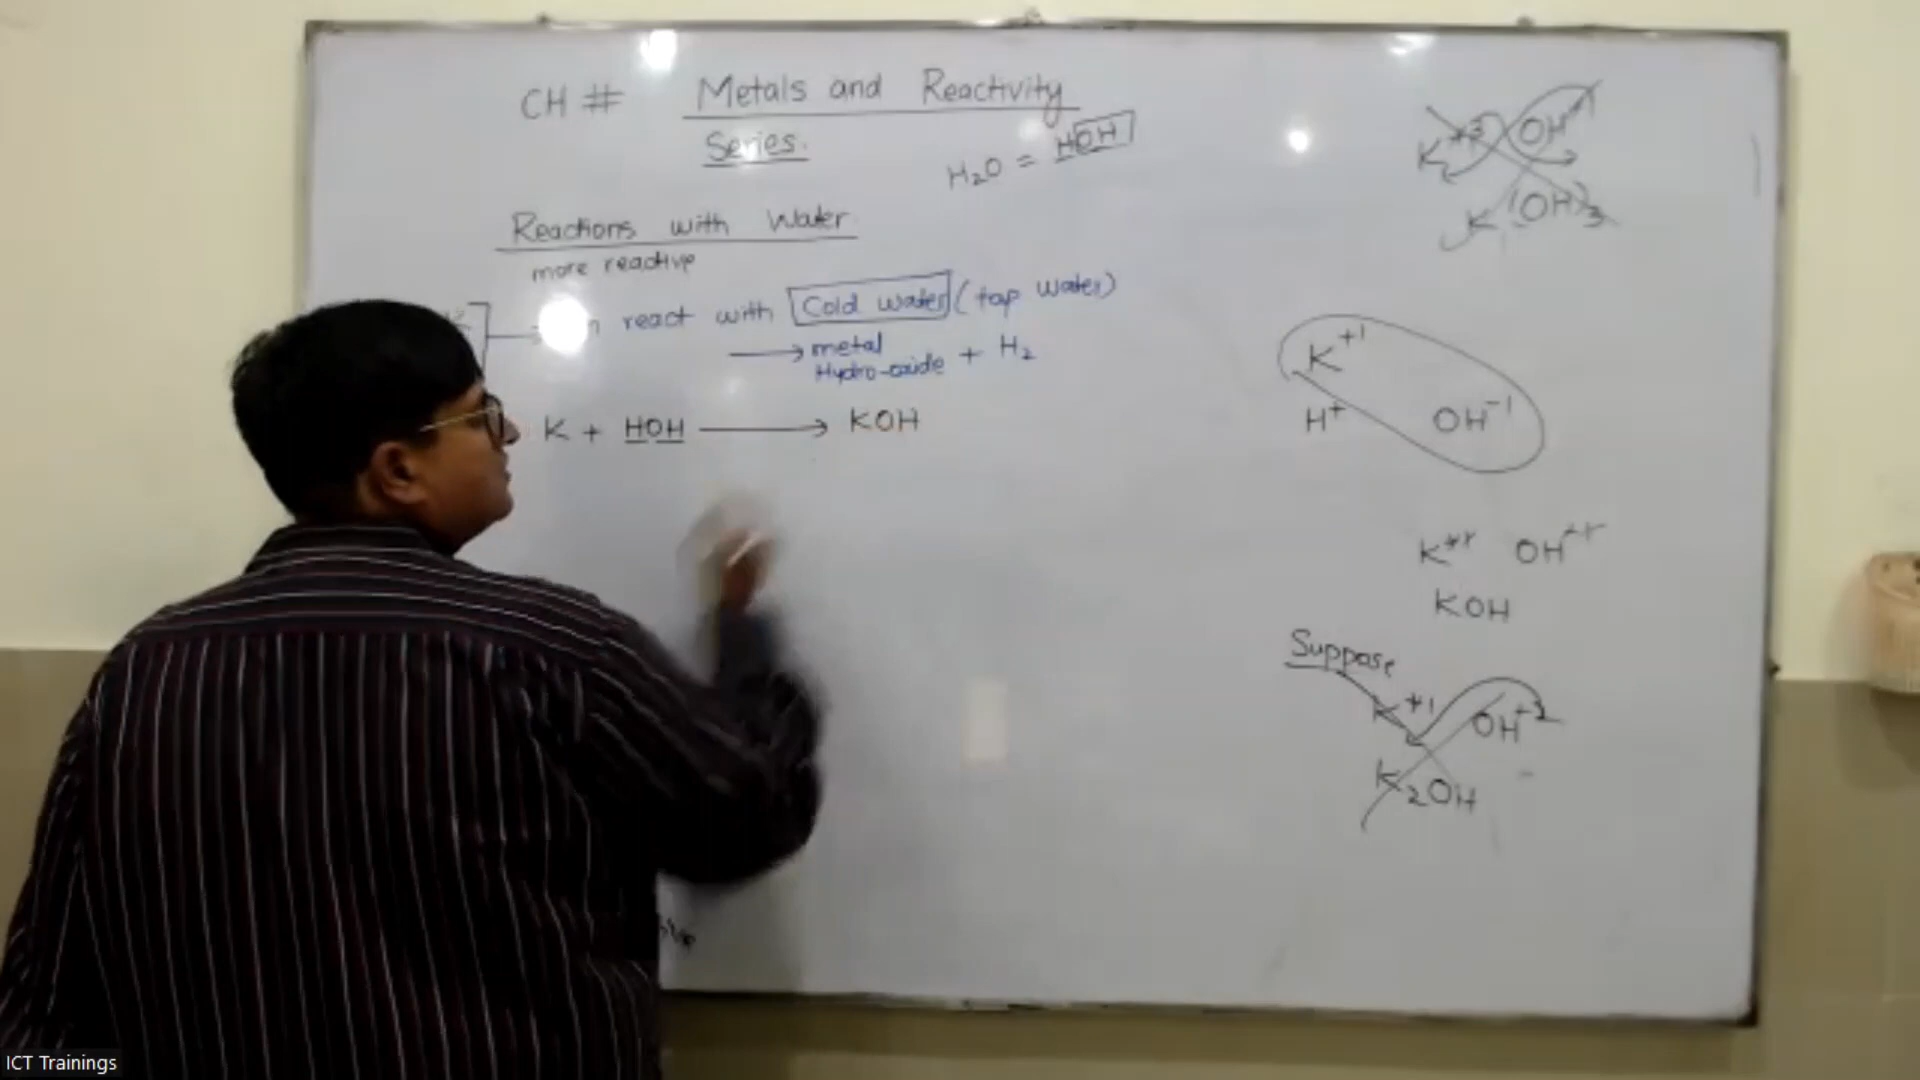 CH # Metals and Reactivity
Series.
H₂O = HOH
Reactions with Water
more reactive
react with Cold water (tap water)
→ metal
Hydro-oxide + H₂
K + HOH → KOH
K⁺³ OH⁻¹
K (OH)₃
K⁺¹
H⁺ OH⁻¹
K⁺¹ OH⁻¹
KOH
Suppose
K⁺¹ OH⁻²
K₂OH
ICT Trainings